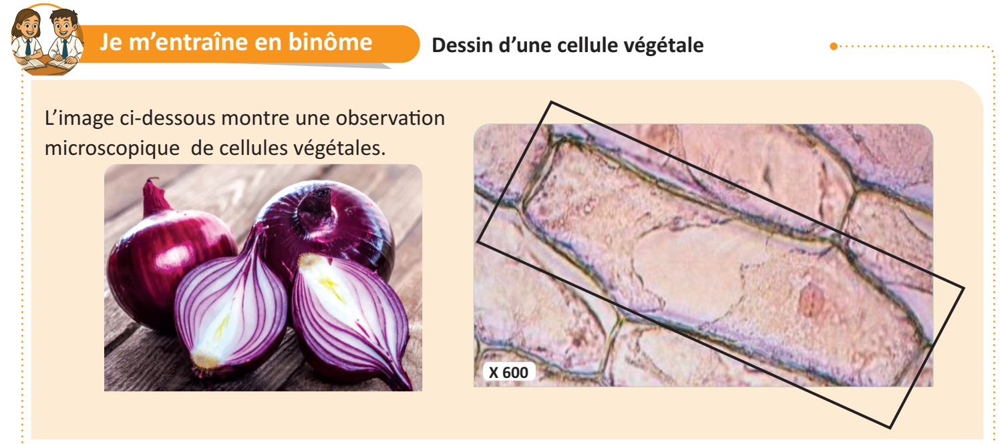 Je m'entraîne en binôme
Dessin d'une cellule végétale
L'image ci-dessous montre une observation
microscopique de cellules végétales.
X 600